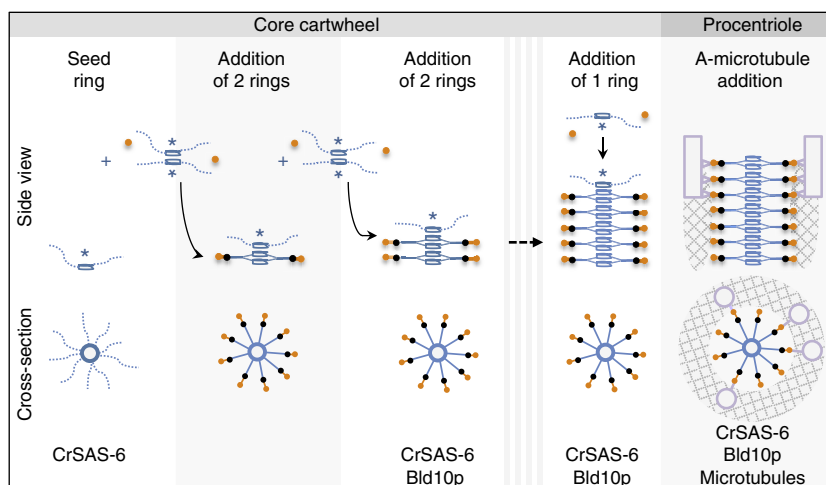 Core cartwheel
Procentriole
Seed
ring
Addition
of 2 rings
Addition
of 2 rings
Addition
of 1 ring
A-microtubule
addition
Side view
*
*
*
+
*
*
+
*
*
*
*
*
Cross-section
CrSAS-6
CrSAS-6
Bld10p
CrSAS-6
Bld10p
CrSAS-6
Bld10p
Microtubules